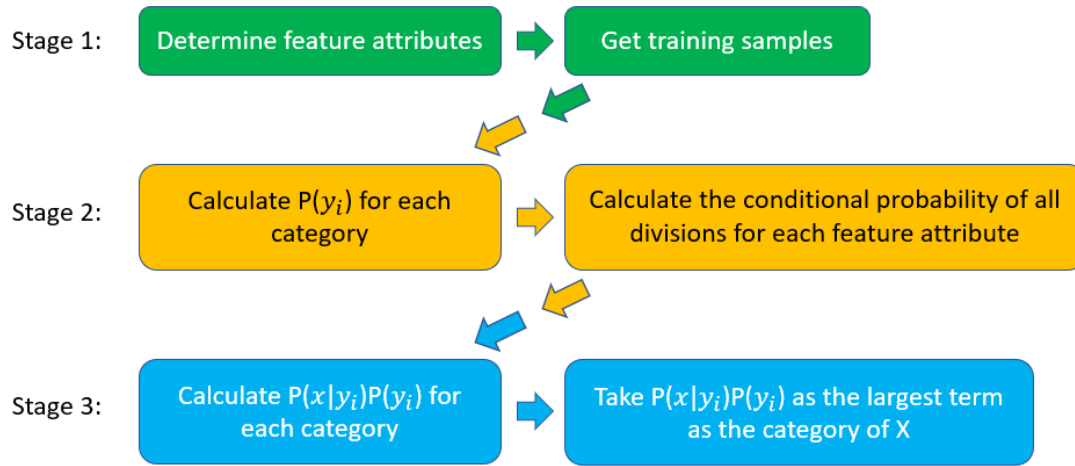 Stage 1:
Determine feature attributes
Get training samples
Stage 2:
Calculate P(yᵢ) for each
category
Calculate the conditional probability of all
divisions for each feature attribute
Stage 3:
Calculate P(x|yᵢ)P(yᵢ) for
each category
Take P(x|yᵢ)P(yᵢ) as the largest term
as the category of X